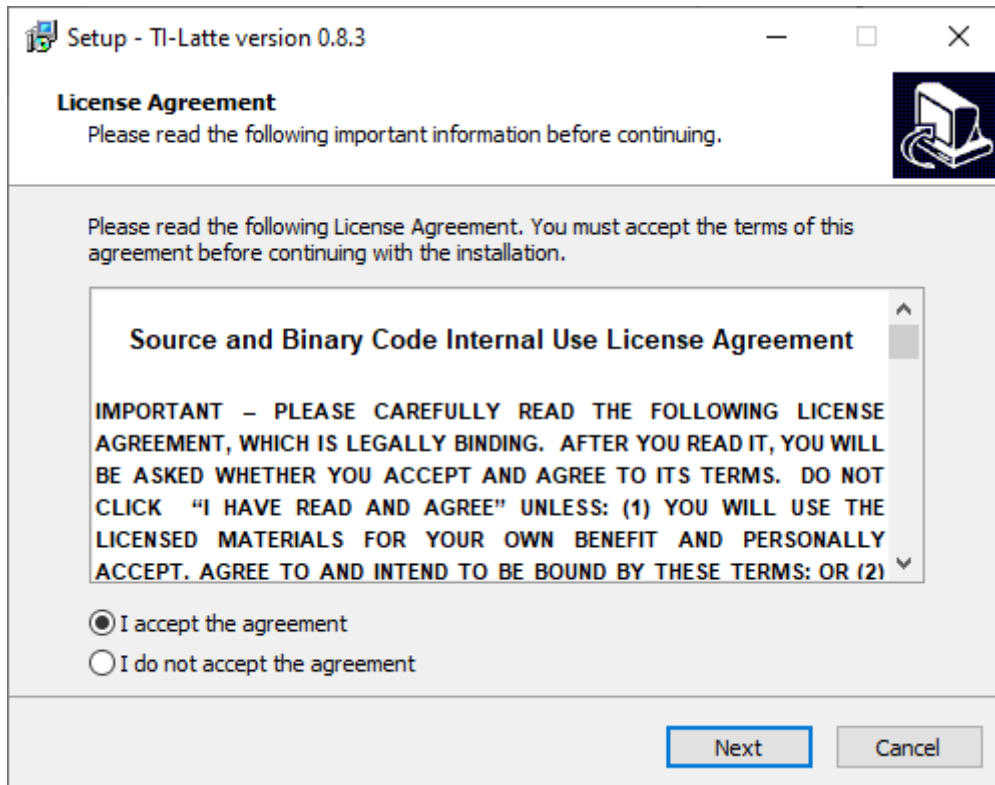 Setup - TI-Latte version 0.8.3
License Agreement
Please read the following important information before continuing.
Please read the following License Agreement. You must accept the terms of this
agreement before continuing with the installation.
Source and Binary Code Internal Use License Agreement
IMPORTANT – PLEASE CAREFULLY READ THE FOLLOWING LICENSE
AGREEMENT, WHICH IS LEGALLY BINDING. AFTER YOU READ IT, YOU WILL
BE ASKED WHETHER YOU ACCEPT AND AGREE TO ITS TERMS. DO NOT
CLICK “I HAVE READ AND AGREE” UNLESS: (1) YOU WILL USE THE
LICENSED MATERIALS FOR YOUR OWN BENEFIT AND PERSONALLY
ACCEPT, AGREE TO AND INTEND TO BE BOUND BY THESE TERMS; OR (2)
I accept the agreement
I do not accept the agreement
Next
Cancel